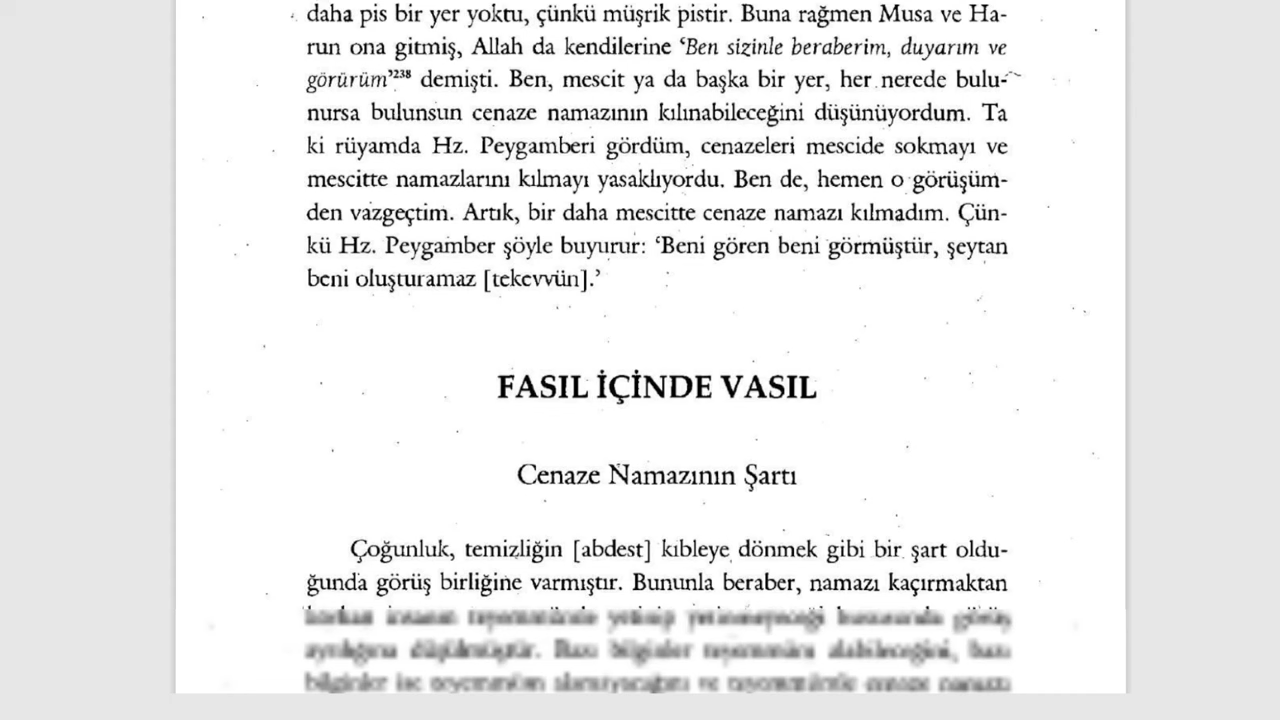 daha pis bir yer yoktu, çünkü müşrik pistir. Buna rağmen Musa ve Ha-
run ona gitmiş, Allah da kendilerine ‘Ben sizinle beraberim, duyarım ve
görürüm’²³⁸ demişti. Ben, mescit ya da başka bir yer, her nerede bulu-
nursa bulunsun cenaze namazının kılınabileceğini düşünüyordum. Ta
ki rüyamda Hz. Peygamberi gördüm, cenazeleri mescide sokmayı ve
mescitte namazlarını kılmayı yasaklıyordu. Ben de, hemen o görüşüm-
den vazgeçtim. Artık, bir daha mescitte cenaze namazı kılmadım. Çün-
kü Hz. Peygamber şöyle buyurur: ‘Beni gören beni görmüştür, şeytan
beni oluşturamaz [tekevvün].’
FASIL İÇİNDE VASIL
Cenaze Namazının Şartı
Çoğunluk, temizliğin [abdest] kıbleye dönmek gibi bir şart oldu-
ğunda görüş birliğine varmıştır. Bununla beraber, namazı kaçırmaktan